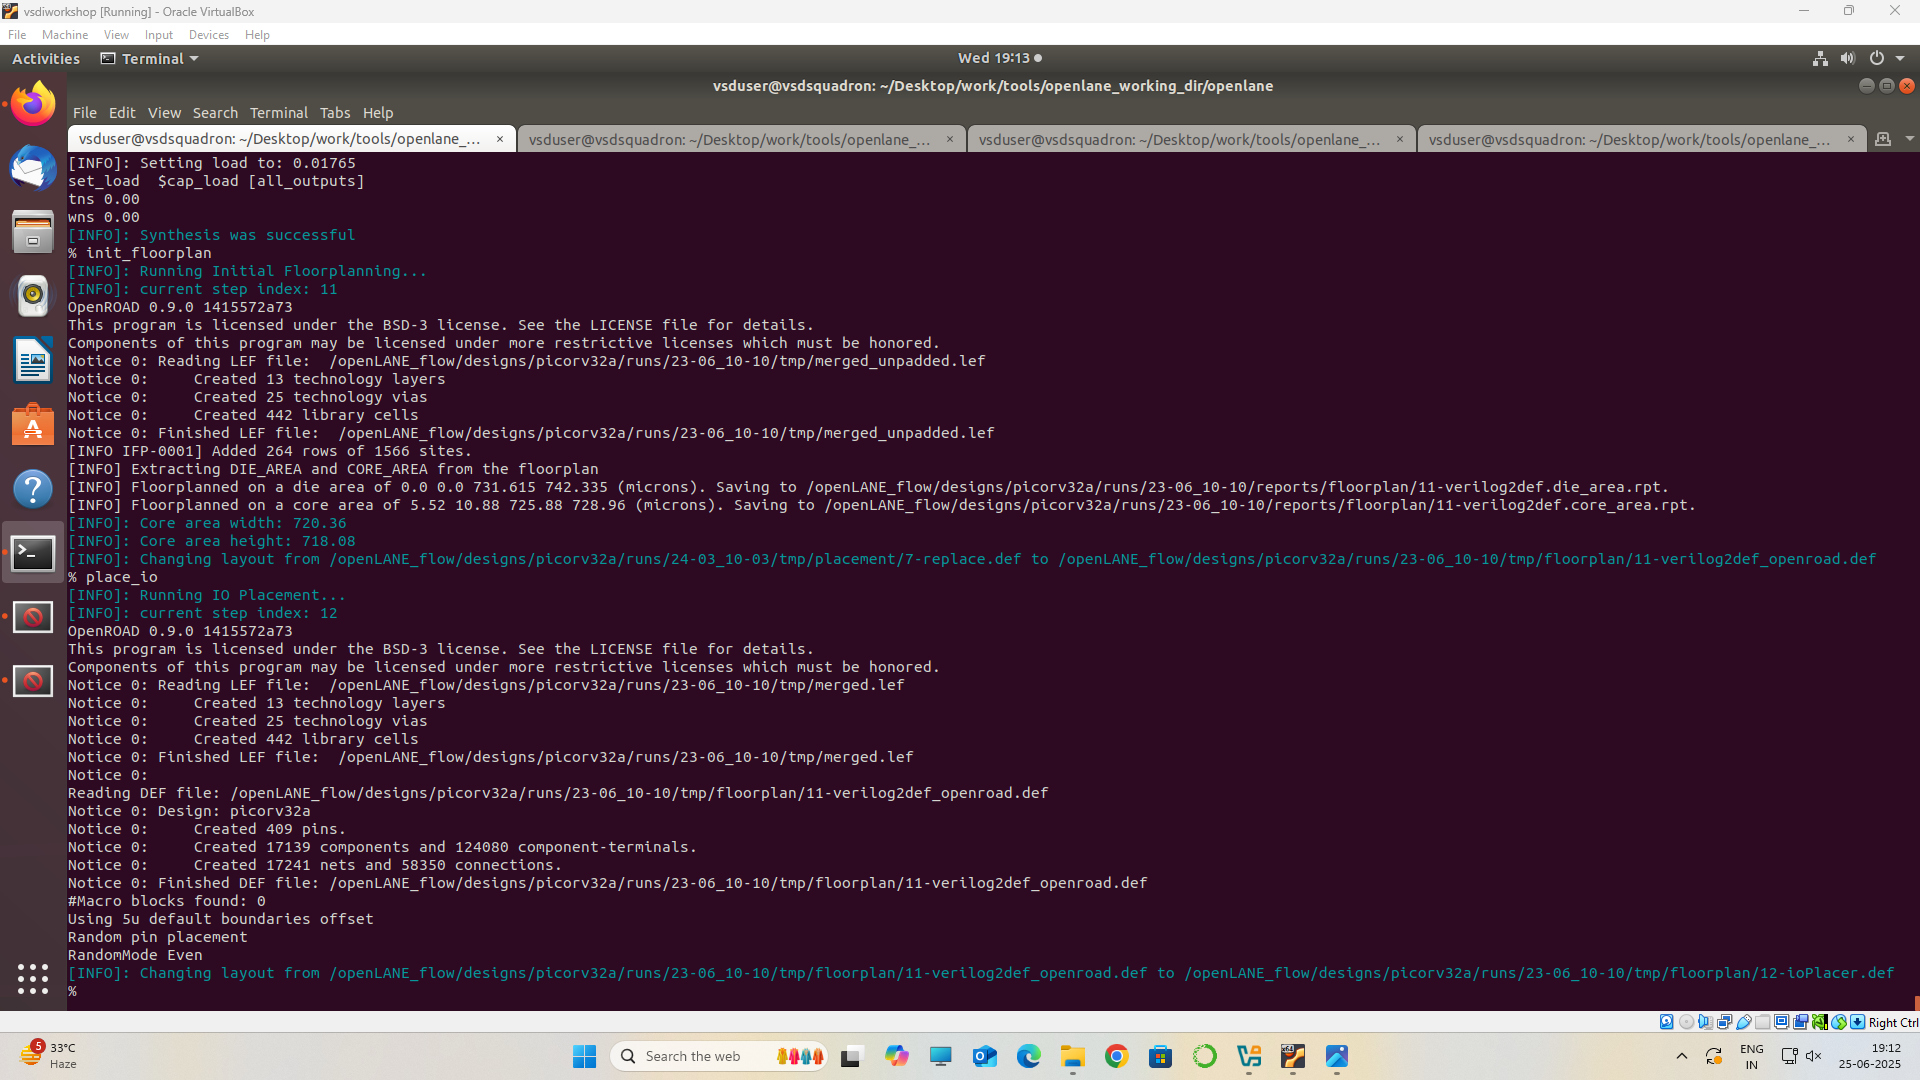 vsdiworkshop [Running] - Oracle VirtualBox
File Machine View Input Devices Help
Activities Terminal Wed 19:13
vsduser@vsdsquadron: ~/Desktop/work/tools/openlane_working_dir/openlane
File Edit View Search Terminal Tabs Help
vsduser@vsdsquadron: ~/Desktop/work/tools/openlane_... × vsduser@vsdsquadron: ~/Desktop/work/tools/openlane_... × vsduser@vsdsquadron: ~/Desktop/work/tools/openlane_... × vsduser@vsdsquadron: ~/Desktop/work/tools/openlane_... ×
[INFO]: Setting load to: 0.01765
set_load  $cap_load [all_outputs]
tns 0.00
wns 0.00
[INFO]: Synthesis was successful
% init_floorplan
[INFO]: Running Initial Floorplanning...
[INFO]: current step index: 11
OpenROAD 0.9.0 1415572a73
This program is licensed under the BSD-3 license. See the LICENSE file for details.
Components of this program may be licensed under more restrictive licenses which must be honored.
Notice 0: Reading LEF file:  /openLANE_flow/designs/picorv32a/runs/23-06_10-10/tmp/merged_unpadded.lef
Notice 0:     Created 13 technology layers
Notice 0:     Created 25 technology vias
Notice 0:     Created 442 library cells
Notice 0: Finished LEF file:  /openLANE_flow/designs/picorv32a/runs/23-06_10-10/tmp/merged_unpadded.lef
[INFO IFP-0001] Added 264 rows of 1566 sites.
[INFO] Extracting DIE_AREA and CORE_AREA from the floorplan
[INFO] Floorplanned on a die area of 0.0 0.0 731.615 742.335 (microns). Saving to /openLANE_flow/designs/picorv32a/runs/23-06_10-10/reports/floorplan/11-verilog2def.die_area.rpt.
[INFO] Floorplanned on a core area of 5.52 10.88 725.88 728.96 (microns). Saving to /openLANE_flow/designs/picorv32a/runs/23-06_10-10/reports/floorplan/11-verilog2def.core_area.rpt.
[INFO]: Core area width: 720.36
[INFO]: Core area height: 718.08
[INFO]: Changing layout from /openLANE_flow/designs/picorv32a/runs/24-03_10-03/tmp/placement/7-replace.def to /openLANE_flow/designs/picorv32a/runs/23-06_10-10/tmp/floorplan/11-verilog2def_openroad.def
% place_io
[INFO]: Running IO Placement...
[INFO]: current step index: 12
OpenROAD 0.9.0 1415572a73
This program is licensed under the BSD-3 license. See the LICENSE file for details.
Components of this program may be licensed under more restrictive licenses which must be honored.
Notice 0: Reading LEF file:  /openLANE_flow/designs/picorv32a/runs/23-06_10-10/tmp/merged.lef
Notice 0:     Created 13 technology layers
Notice 0:     Created 25 technology vias
Notice 0:     Created 442 library cells
Notice 0: Finished LEF file:  /openLANE_flow/designs/picorv32a/runs/23-06_10-10/tmp/merged.lef
Notice 0:
Reading DEF file: /openLANE_flow/designs/picorv32a/runs/23-06_10-10/tmp/floorplan/11-verilog2def_openroad.def
Notice 0: Design: picorv32a
Notice 0:     Created 409 pins.
Notice 0:     Created 17139 components and 124080 component-terminals.
Notice 0:     Created 17241 nets and 58350 connections.
Notice 0: Finished DEF file: /openLANE_flow/designs/picorv32a/runs/23-06_10-10/tmp/floorplan/11-verilog2def_openroad.def
#Macro blocks found: 0
Using 5u default boundaries offset
Random pin placement
RandomMode Even
[INFO]: Changing layout from /openLANE_flow/designs/picorv32a/runs/23-06_10-10/tmp/floorplan/11-verilog2def_openroad.def to /openLANE_flow/designs/picorv32a/runs/23-06_10-10/tmp/floorplan/12-ioPlacer.def
%
Right Ctrl
5 33°C
Haze
Search the web
ENG
IN
19:12
25-06-2025